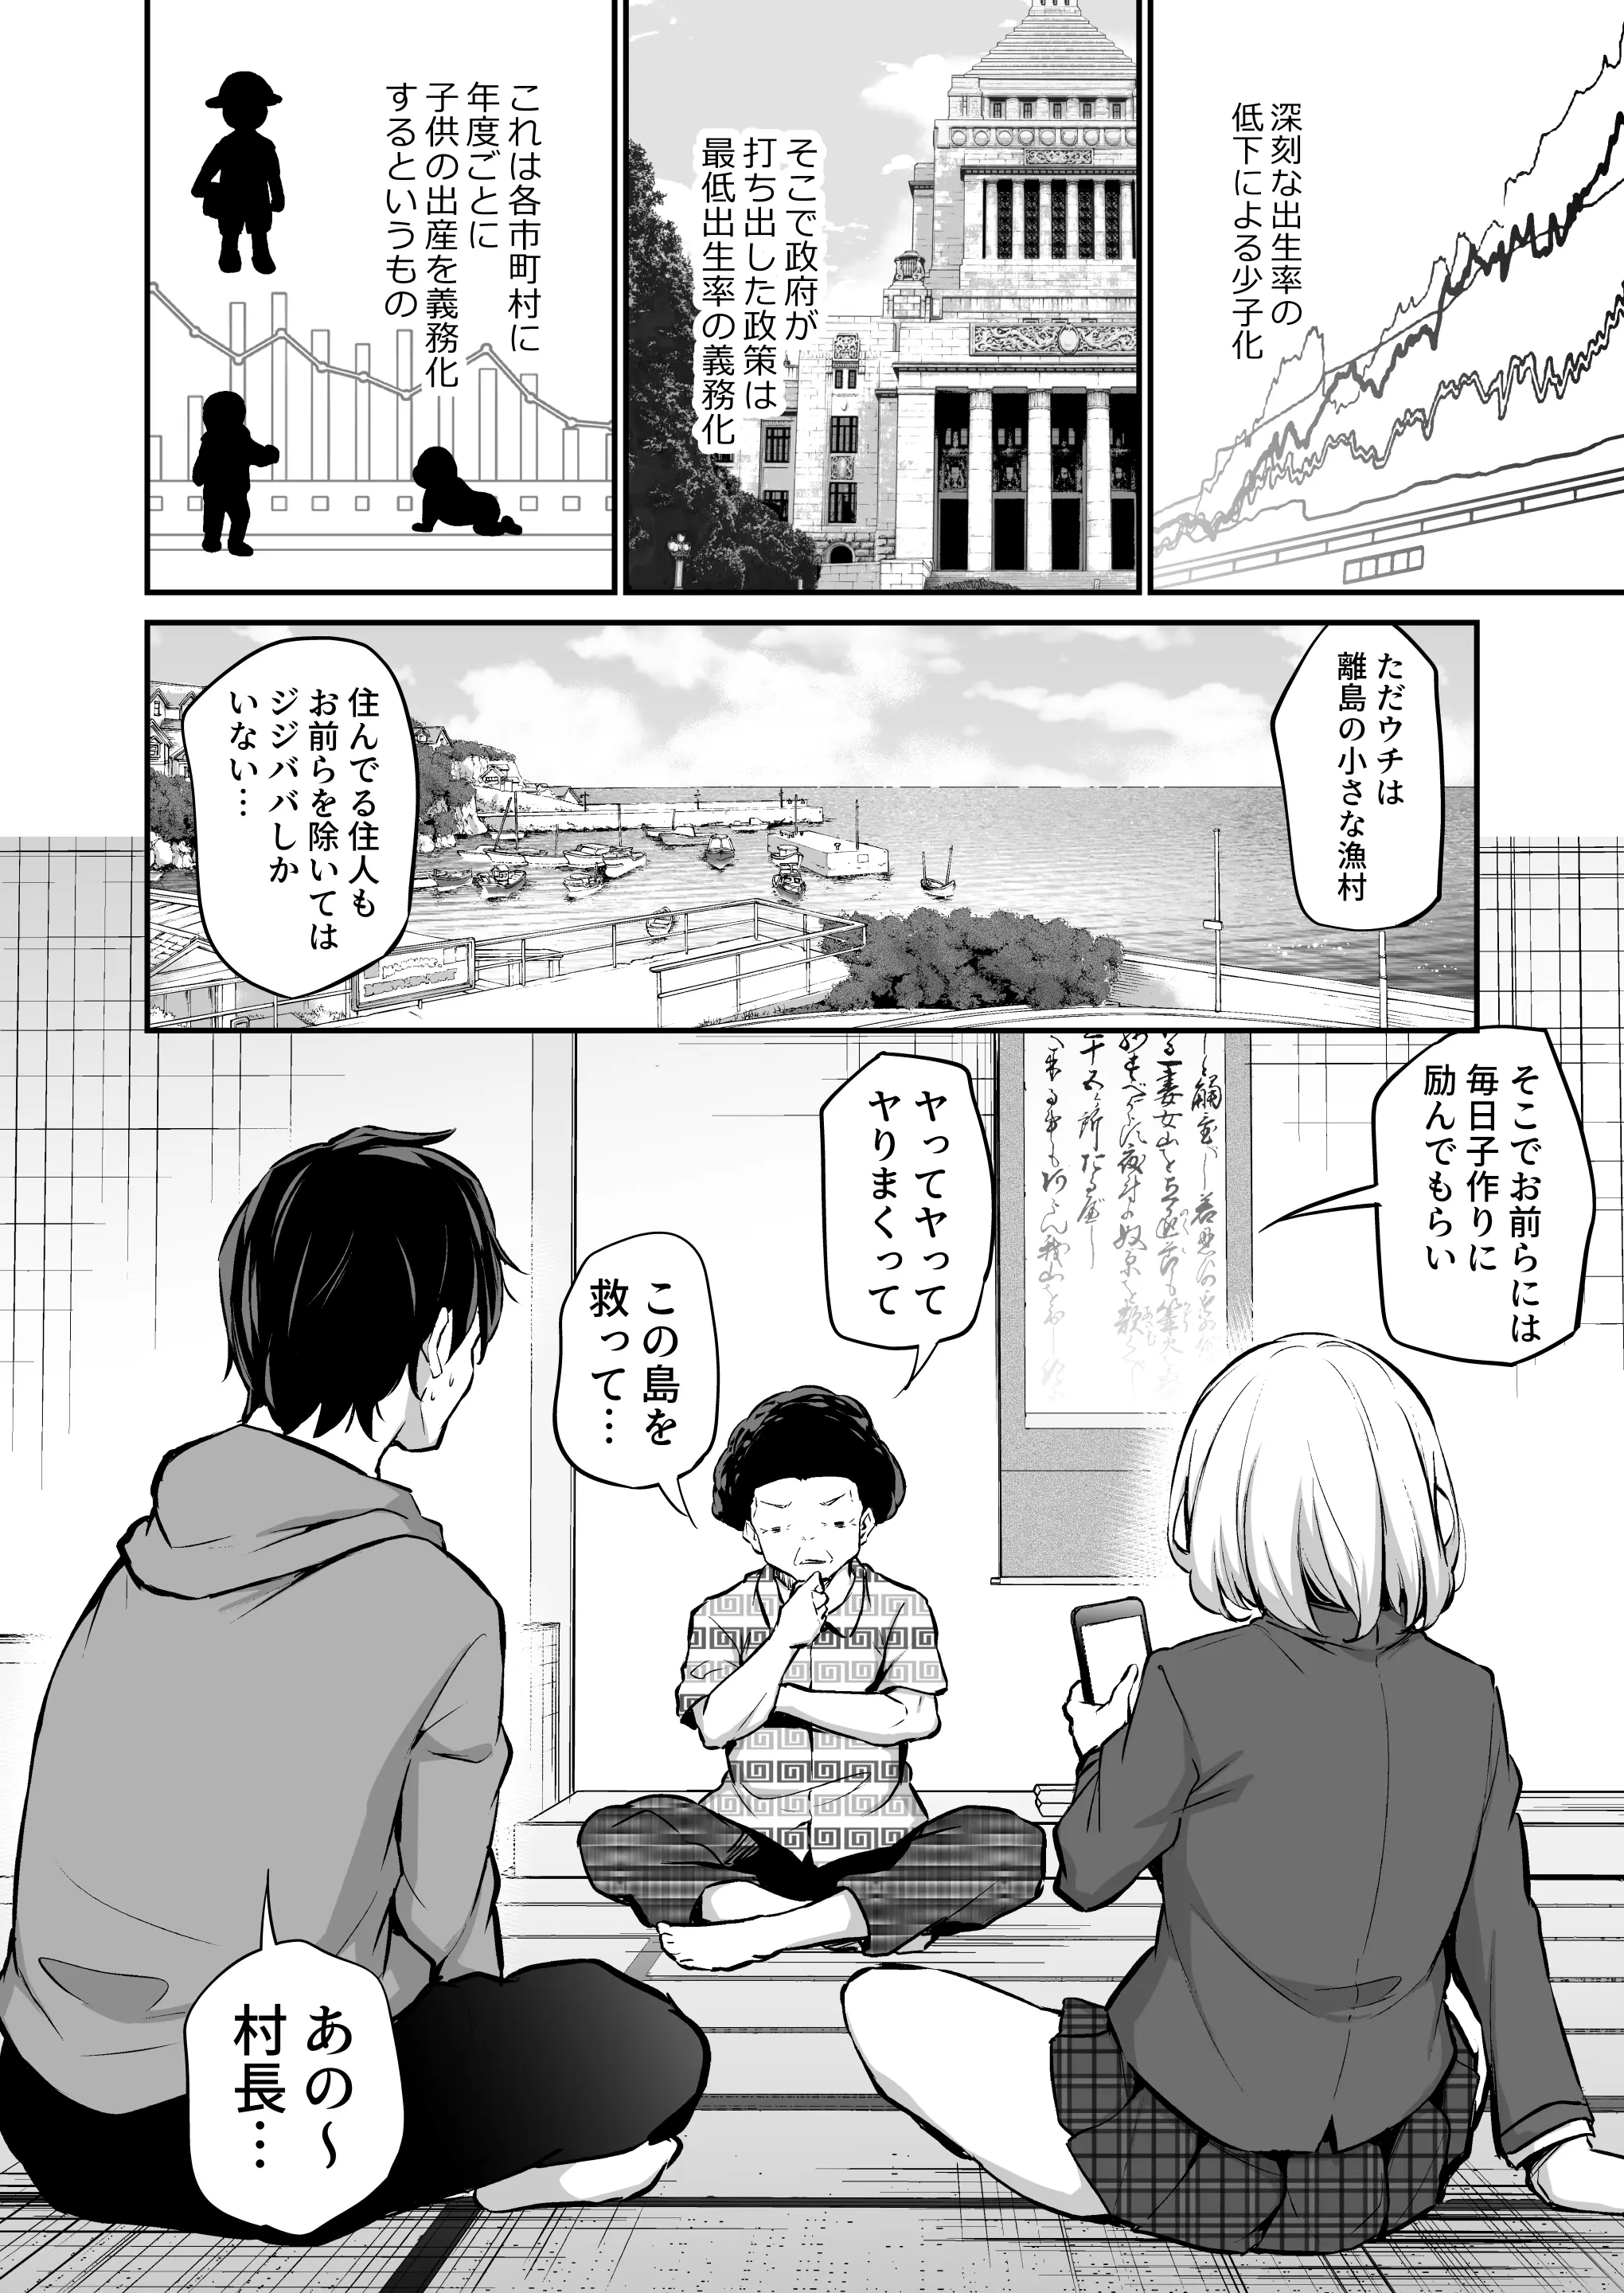 深刻な出生率の
低下による少子化
そこで政府が
打ち出した政策は
最低出生率の義務化
これは各市町村に
年度ごとに
子供の出産を義務化
するというもの
ただウチは
離島の小さな漁村
住んでる住人も
お前らを除いては
ジジババしか
いない…
そこでお前らには
毎日子作りに
励んでもらい
ヤってヤって
ヤりまくって
この島を
救って…
あの～
村長…